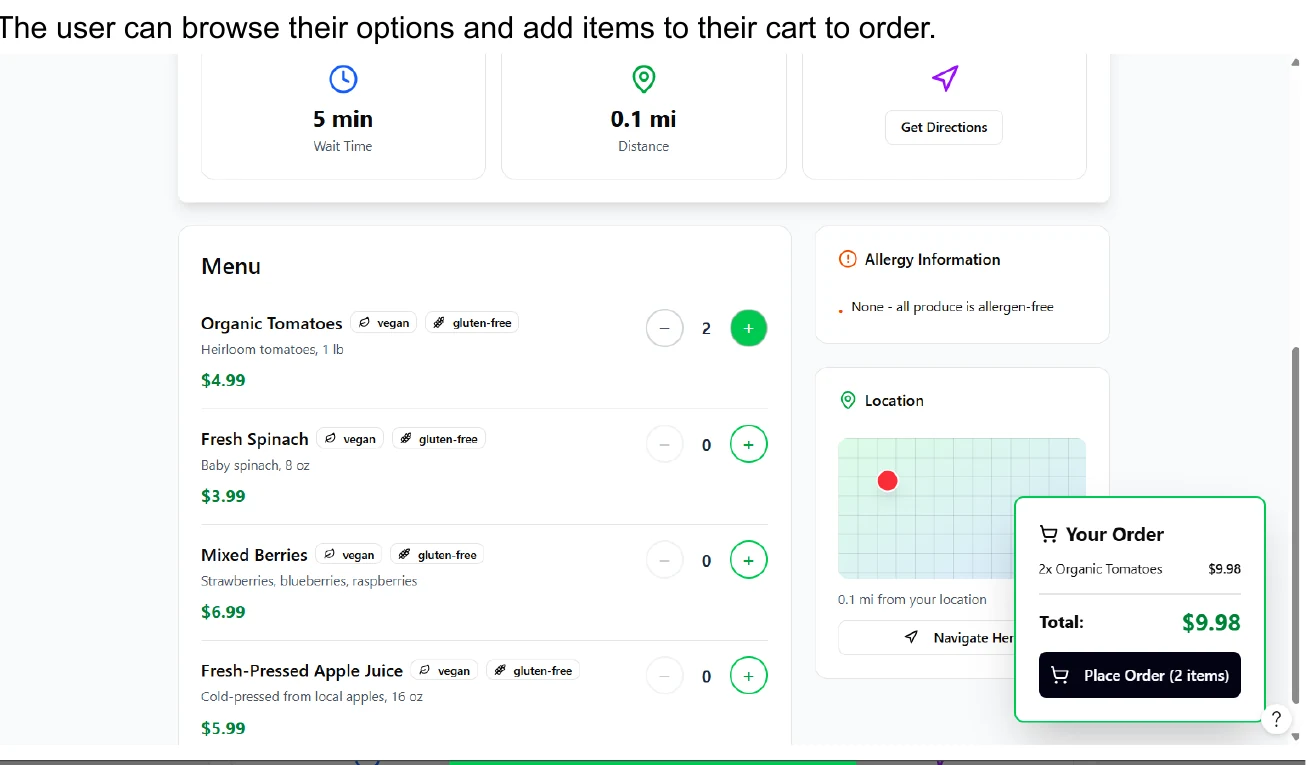 The user can browse their options and add items to their cart to order.
5 min
Wait Time
0.1 mi
Distance
Get Directions
Menu
Organic Tomatoes vegan gluten-free
Heirloom tomatoes, 1 lb
$4.99
− 2 +
Fresh Spinach vegan gluten-free
Baby spinach, 8 oz
$3.99
− 0 +
Mixed Berries vegan gluten-free
Strawberries, blueberries, raspberries
$6.99
− 0 +
Fresh-Pressed Apple Juice vegan gluten-free
Cold-pressed from local apples, 16 oz
$5.99
− 0 +
Allergy Information
None - all produce is allergen-free
Location
0.1 mi from your location
Navigate Her
Your Order
2x Organic Tomatoes $9.98
Total: $9.98
Place Order (2 items)
?